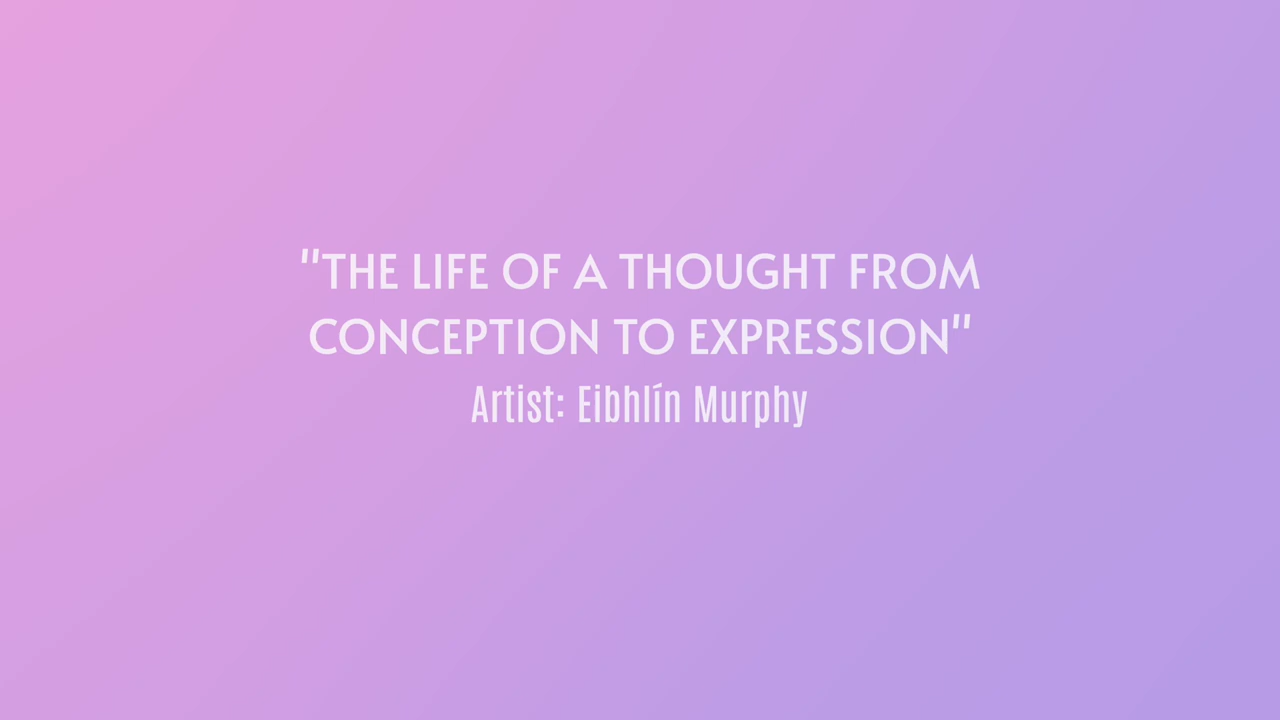 "THE LIFE OF A THOUGHT FROM
CONCEPTION TO EXPRESSION"
Artist: Eibhlín Murphy